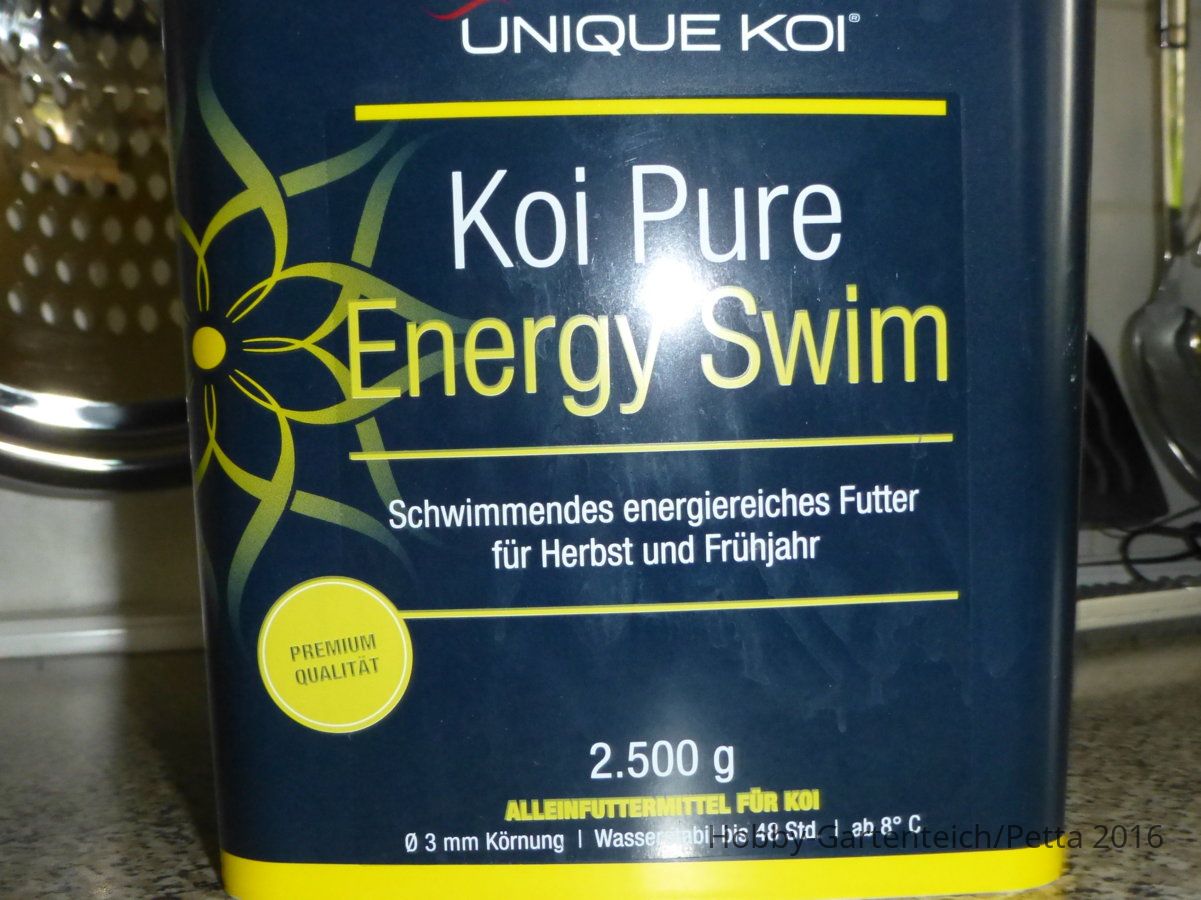 UNIQUE KOI®
Koi Pure
Energy Swim
Schwimmendes energiereiches Futter
für Herbst und Frühjahr
PREMIUM
QUALITÄT
2.500 g
ALLEINFUTTERMITTEL FÜR KOI
Ø 3 mm Körnung | Wasserstabil bis 48 Std. | ab 8° C
Hobby-Gartenteich/Petta 2016